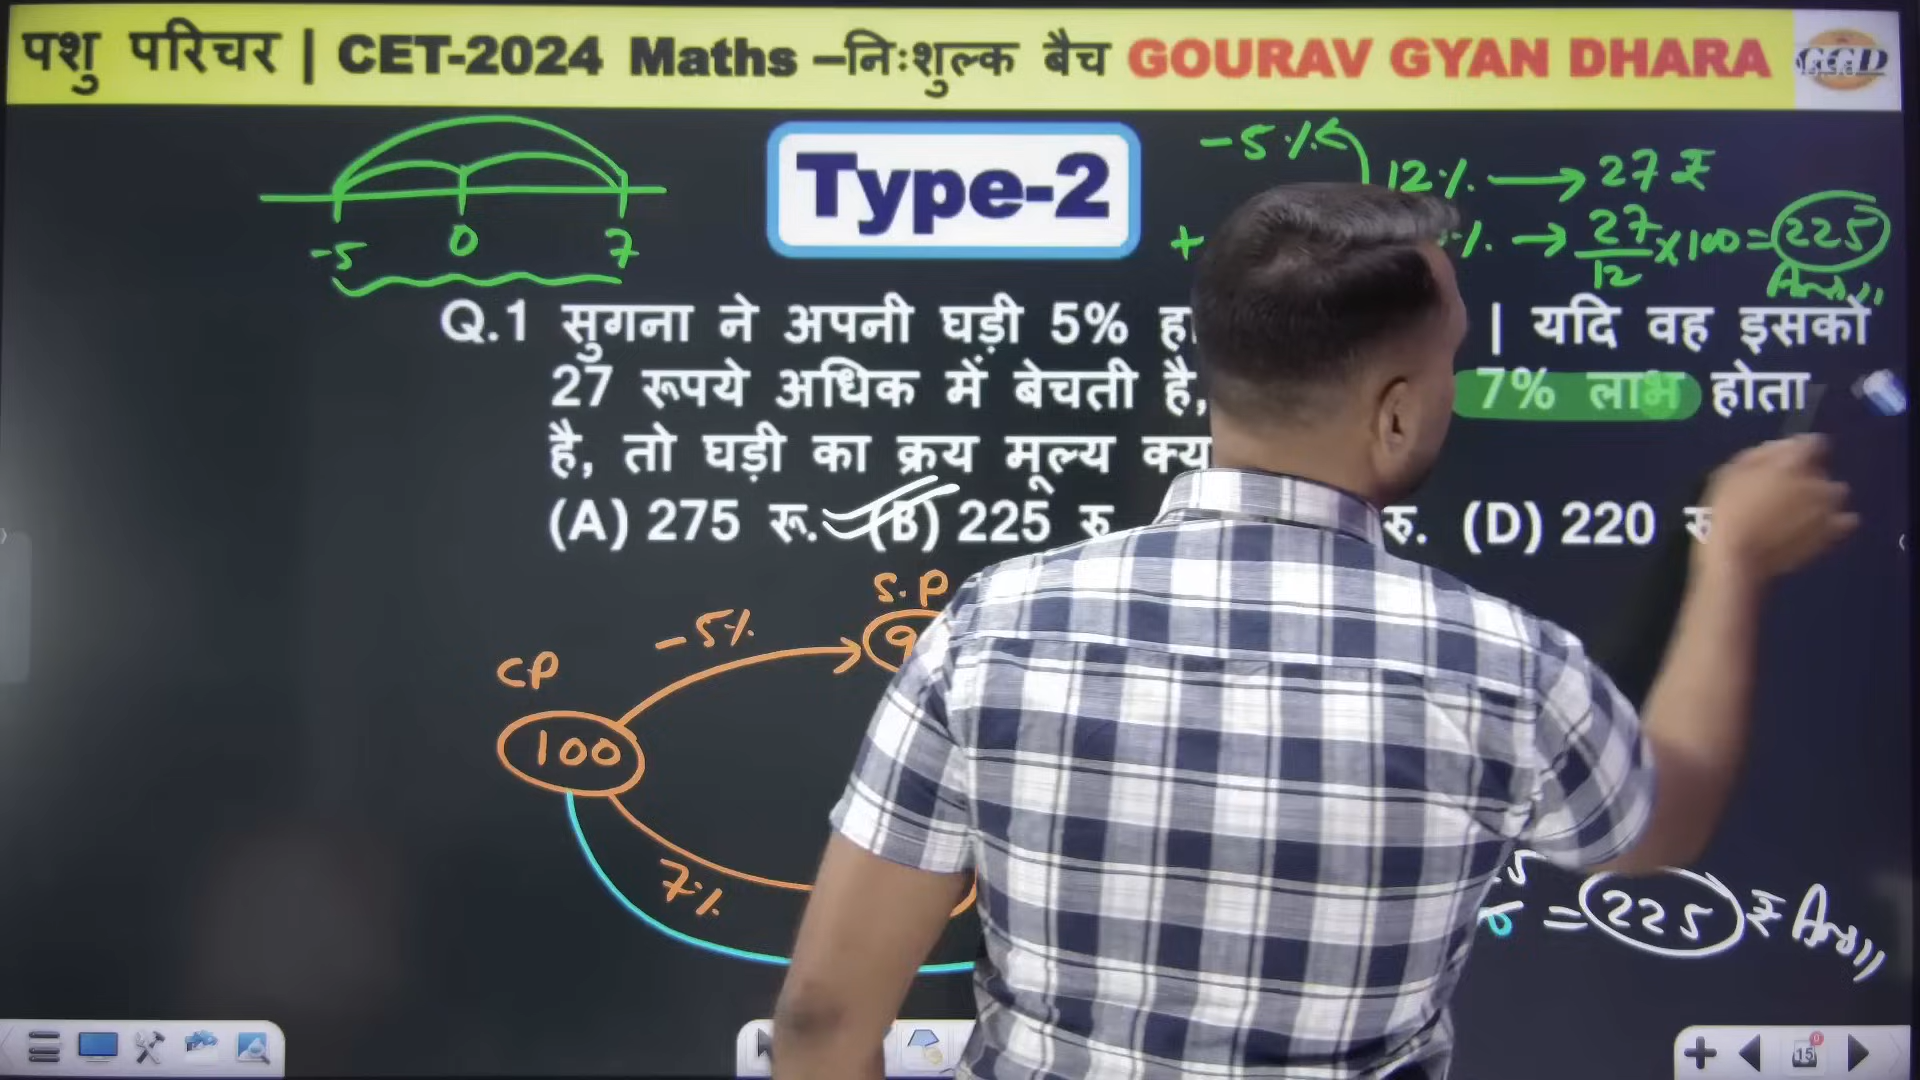 पशु परिचर | CET-2024 Maths –निःशुल्क बैच GOURAV GYAN DHARA GGD
Type-2
-5%
12% → 27 ₹
+ % → 27/12 × 100 = 225
Ans
-5 0 7
Q.1 सुगना ने अपनी घड़ी 5% | यदि वह इसको
27 रूपये अधिक में बेचती है, 7% लाभ होता
है, तो घड़ी का क्रय मूल्य
(A) 275 रू. (B) 225 रु. (D) 220
S.P
-5%
CP
100
7%
= 225 ₹ Ans
15